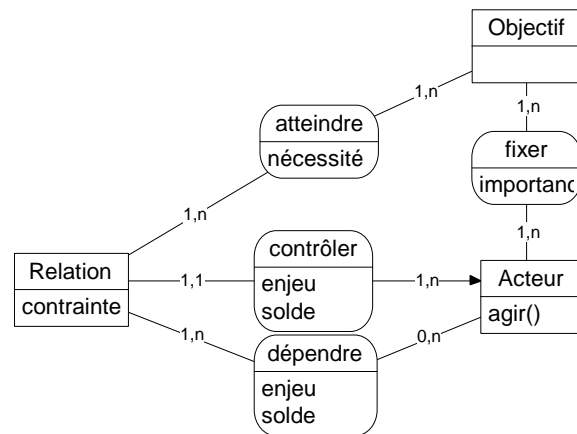 Objectif
1,n
1,n
atteindre
nécessité
fixer
importanc
1,n
1,n
Relation
contrainte
1,1
contrôler
enjeu
solde
1,n
Acteur
agir()
1,n
dépendre
enjeu
solde
0,n